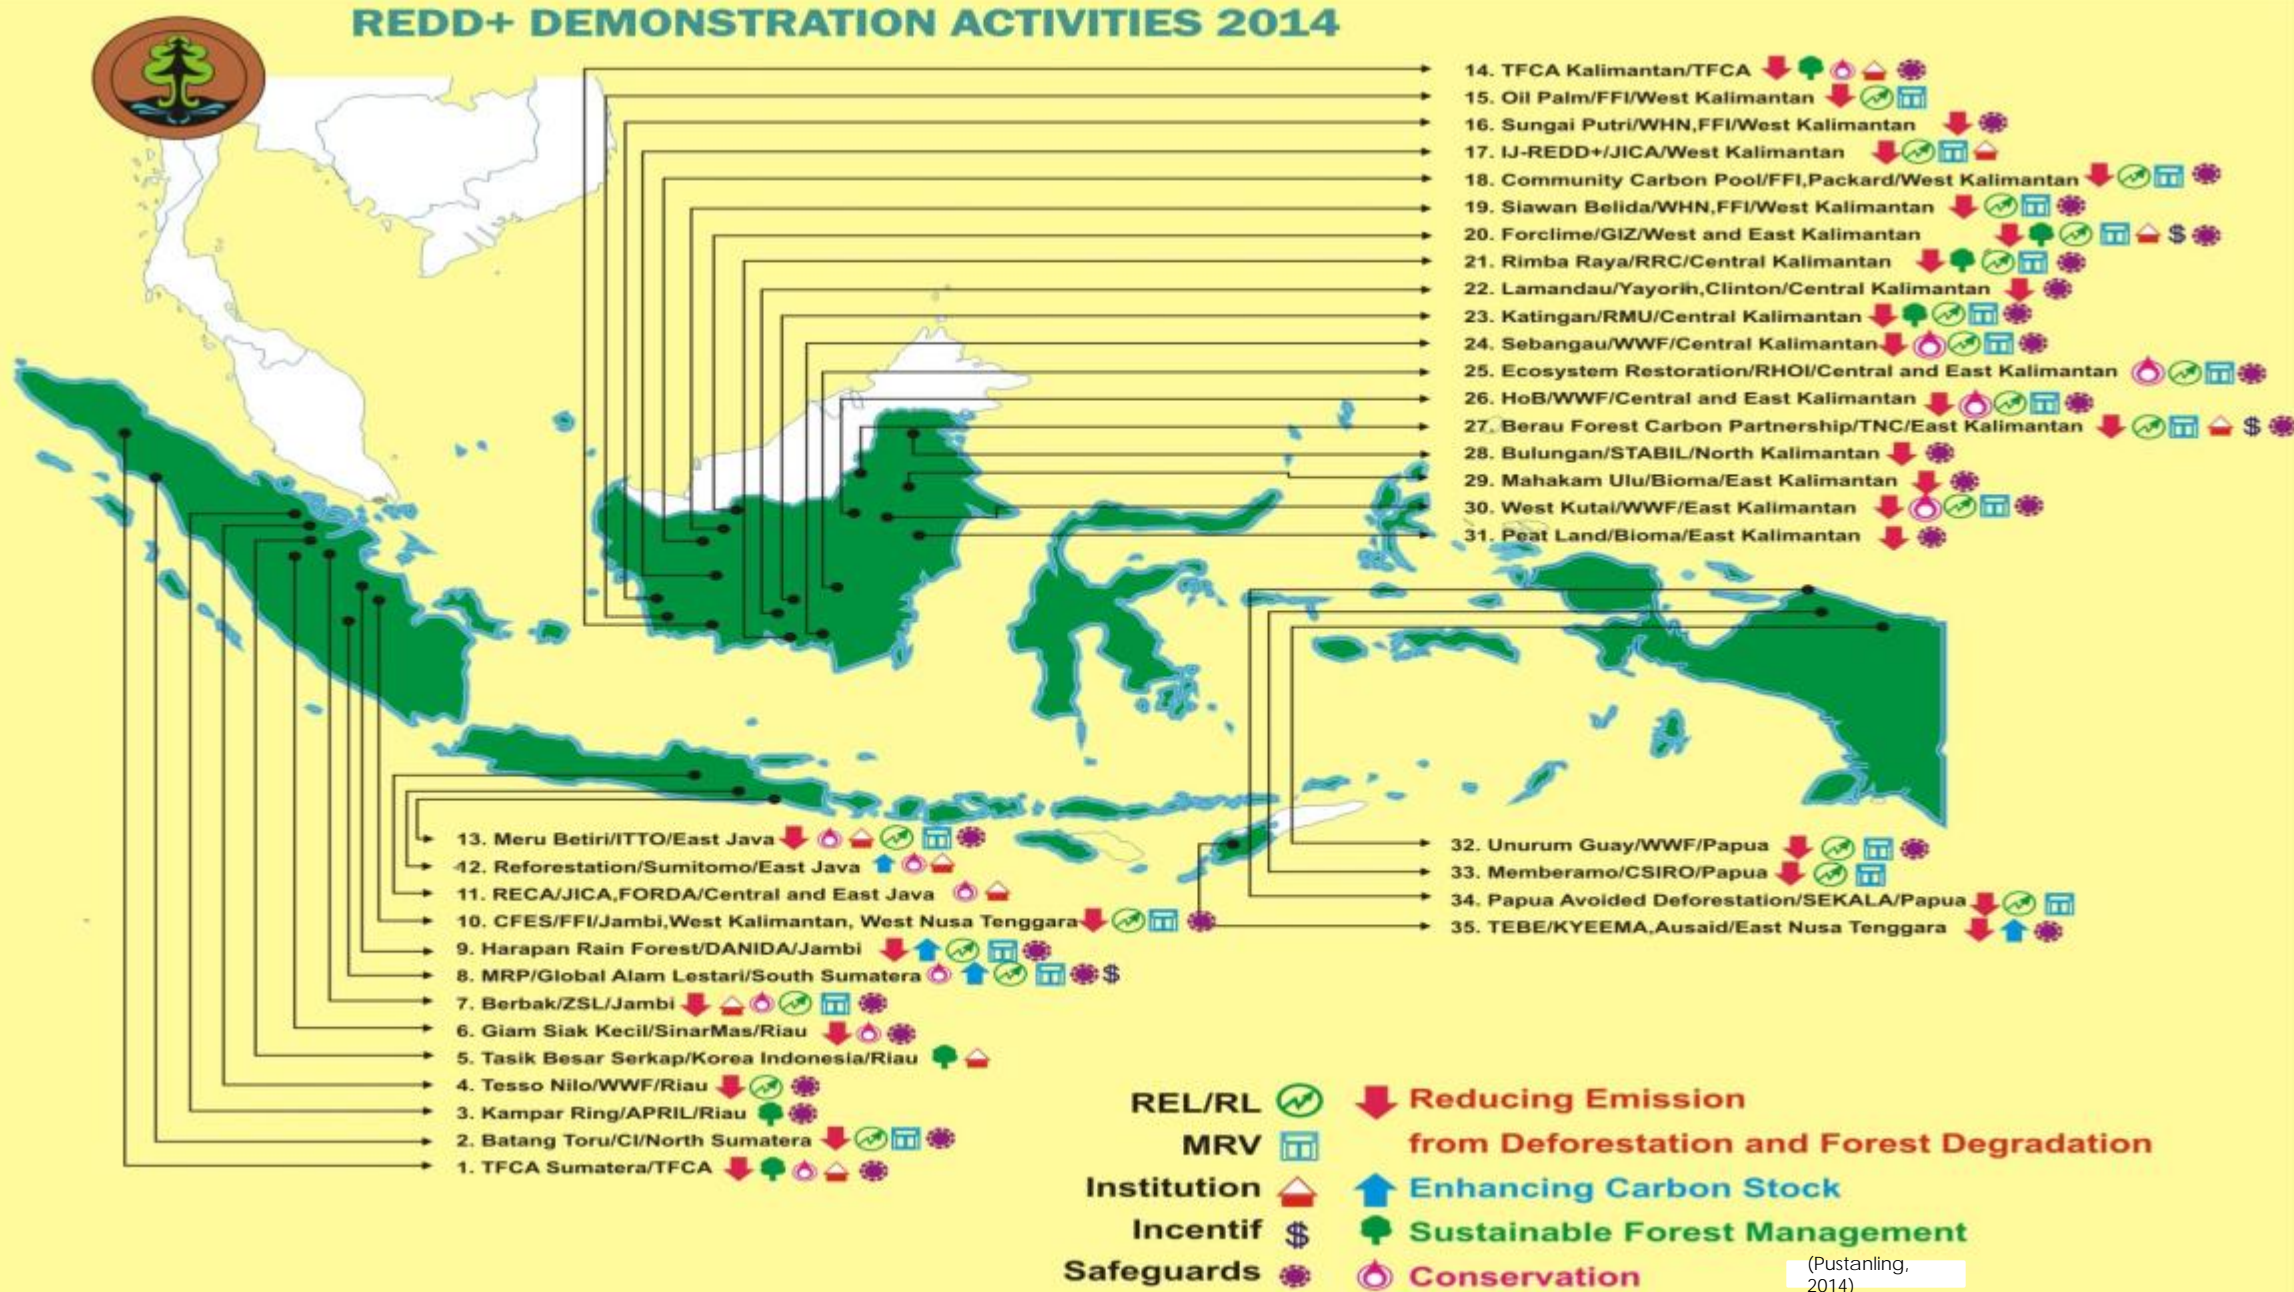 REDD+ DEMONSTRATION ACTIVITIES 2014
14. TFCA Kalimantan/TFCA
15. Oil Palm/FFI/West Kalimantan
16. Sungai Putri/WHN,FFI/West Kalimantan
17. IJ-REDD+/JICA/West Kalimantan
18. Community Carbon Pool/FFI,Packard/West Kalimantan
19. Siawan Belida/WHN,FFI/West Kalimantan
20. Forclime/GIZ/West and East Kalimantan $
21. Rimba Raya/RRC/Central Kalimantan
22. Lamandau/Yayorin,Clinton/Central Kalimantan
23. Katingan/RMU/Central Kalimantan
24. Sebangau/WWF/Central Kalimantan
25. Ecosystem Restoration/RHOI/Central and East Kalimantan
26. HoB/WWF/Central and East Kalimantan
27. Berau Forest Carbon Partnership/TNC/East Kalimantan $
28. Bulungan/STABIL/North Kalimantan
29. Mahakam Ulu/Bioma/East Kalimantan
30. West Kutai/WWF/East Kalimantan
31. Peat Land/Bioma/East Kalimantan
13. Meru Betiri/ITTO/East Java
12. Reforestation/Sumitomo/East Java
11. RECA/JICA,FORDA/Central and East Java
10. CFES/FFI/Jambi,West Kalimantan, West Nusa Tenggara
9. Harapan Rain Forest/DANIDA/Jambi
8. MRP/Global Alam Lestari/South Sumatera $
7. Berbak/ZSL/Jambi
6. Giam Siak Kecil/SinarMas/Riau
5. Tasik Besar Serkap/Korea Indonesia/Riau
4. Tesso Nilo/WWF/Riau
3. Kampar Ring/APRIL/Riau
2. Batang Toru/CI/North Sumatera
1. TFCA Sumatera/TFCA
32. Unurum Guay/WWF/Papua
33. Memberamo/CSIRO/Papua
34. Papua Avoided Deforestation/SEKALA/Papua
35. TEBE/KYEEMA,Ausaid/East Nusa Tenggara
REL/RL
MRV
Institution
Incentif $
Safeguards
Reducing Emission
from Deforestation and Forest Degradation
Enhancing Carbon Stock
Sustainable Forest Management
Conservation
(Pustanling,
2014)